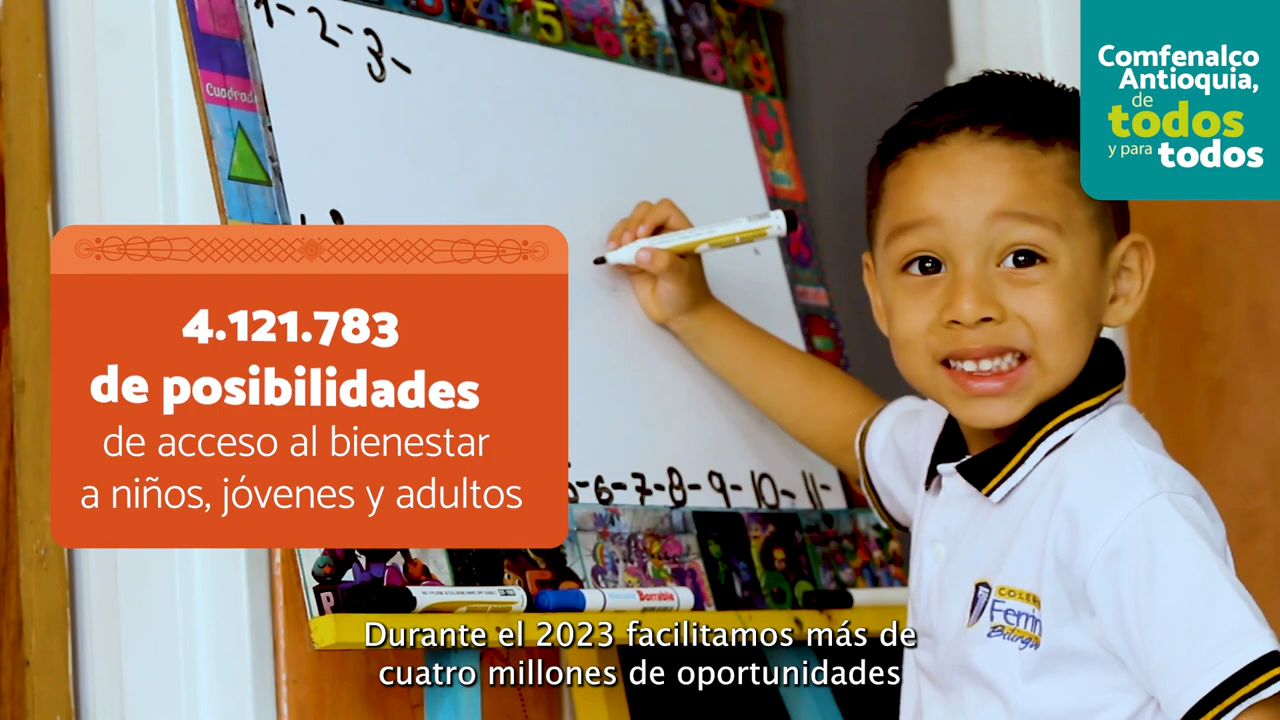 1-2-3-
Comfenalco
Antioquia,
de
todos
y para
todos
4.121.783
de posibilidades
de acceso al bienestar
a niños, jóvenes y adultos
6-7-8-9-10-11-
Borrable
Durante el 2023 facilitamos más de
cuatro millones de oportunidades